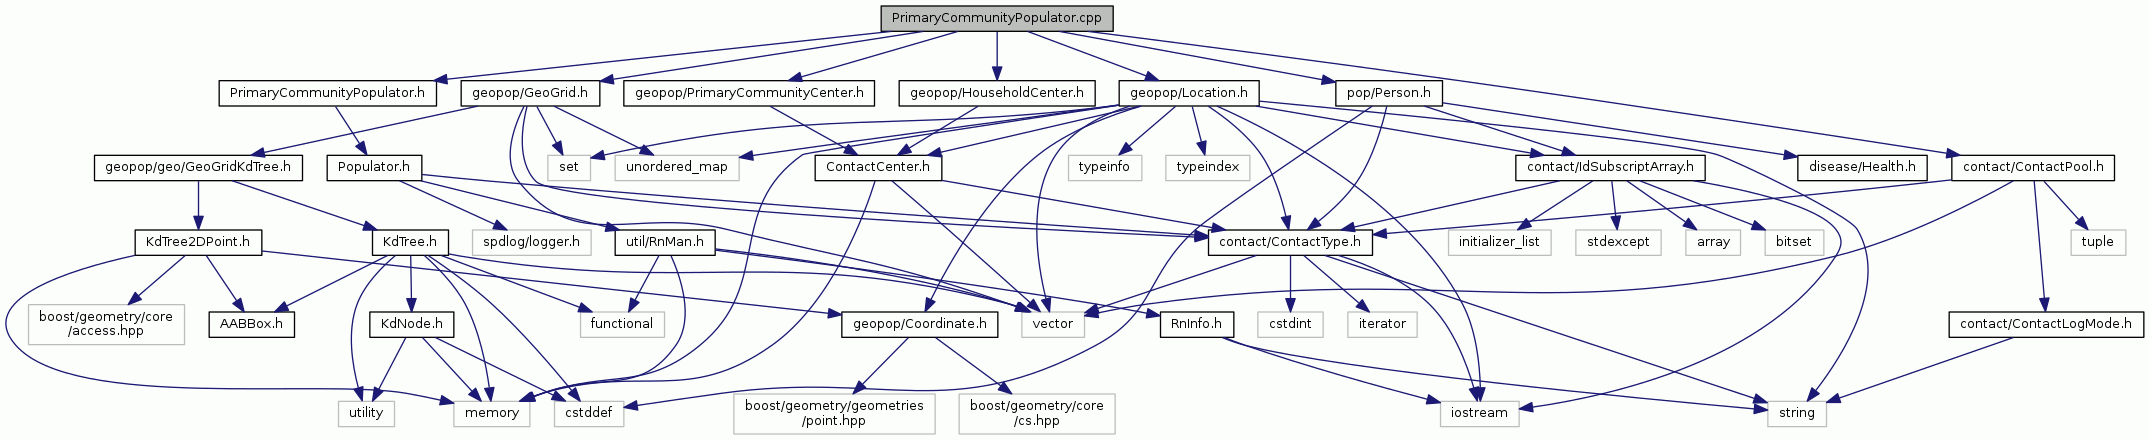 PrimaryCommunityPopulator.cpp
PrimaryCommunityPopulator.h
geopop/GeoGrid.h
geopop/PrimaryCommunityCenter.h
geopop/HouseholdCenter.h
geopop/Location.h
pop/Person.h
geopop/geo/GeoGridKdTree.h
Populator.h
set
unordered_map
ContactCenter.h
typeinfo
typeindex
contact/IdSubscriptArray.h
disease/Health.h
contact/ContactPool.h
KdTree2DPoint.h
KdTree.h
spdlog/logger.h
util/RnMan.h
contact/ContactType.h
initializer_list
stdexcept
array
bitset
tuple
boost/geometry/core
/access.hpp
AABBox.h
KdNode.h
functional
geopop/Coordinate.h
vector
RnInfo.h
cstdint
iterator
contact/ContactLogMode.h
utility
memory
cstddef
boost/geometry/geometries
/point.hpp
boost/geometry/core
/cs.hpp
iostream
string